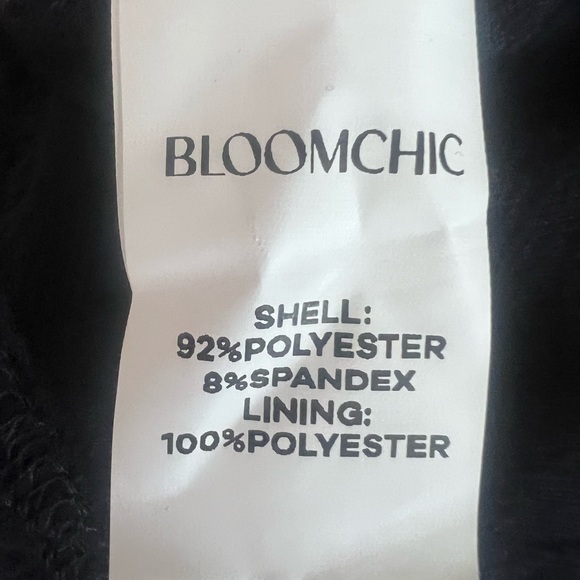 BLOOMCHIC
SHELL:
92%POLYESTER
8%SPANDEX
LINING:
100%POLYESTER